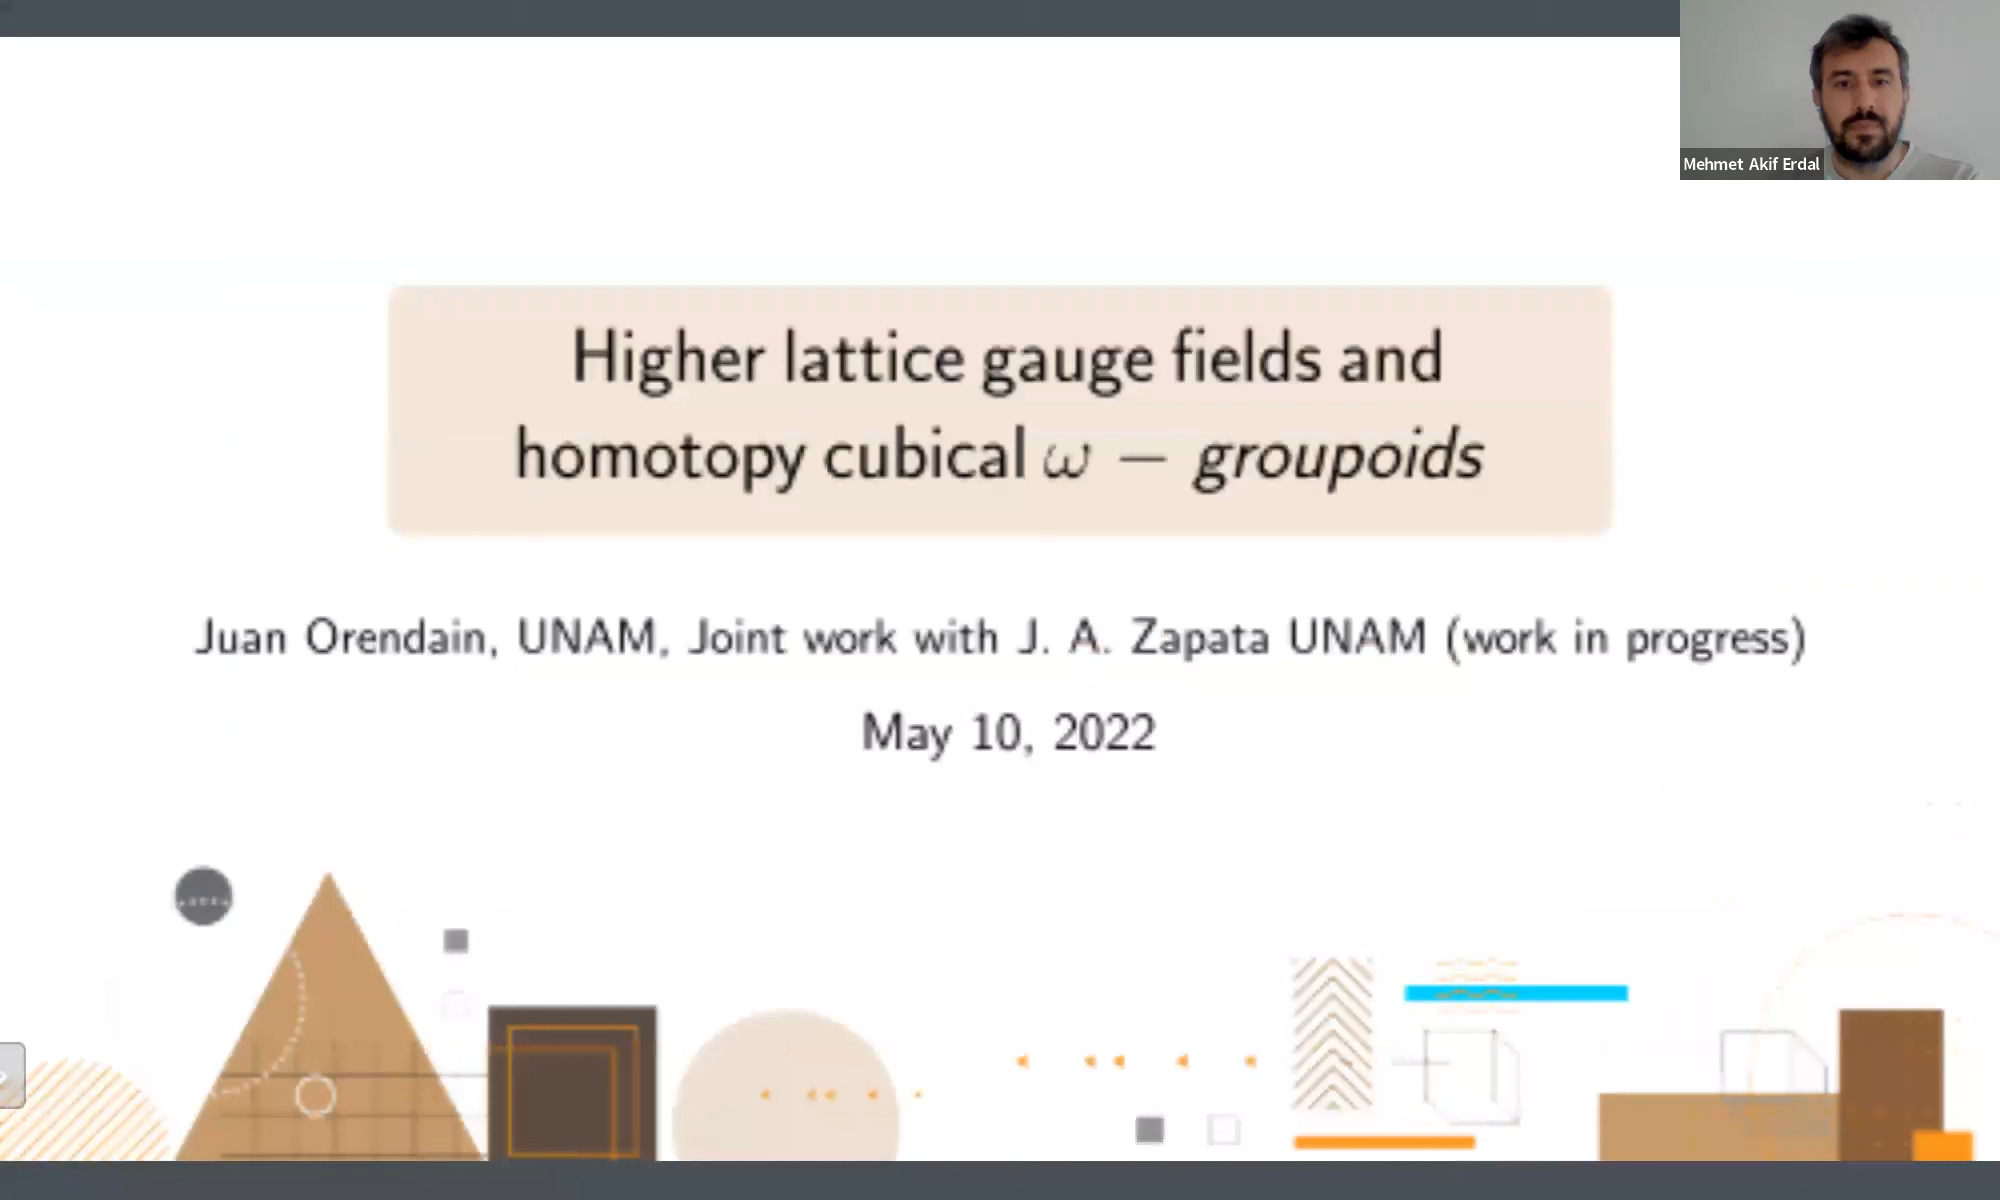 Mehmet Akif Erdal
Higher lattice gauge fields and
homotopy cubical ω − groupoids
Juan Orendain, UNAM, Joint work with J. A. Zapata UNAM (work in progress)
May 10, 2022